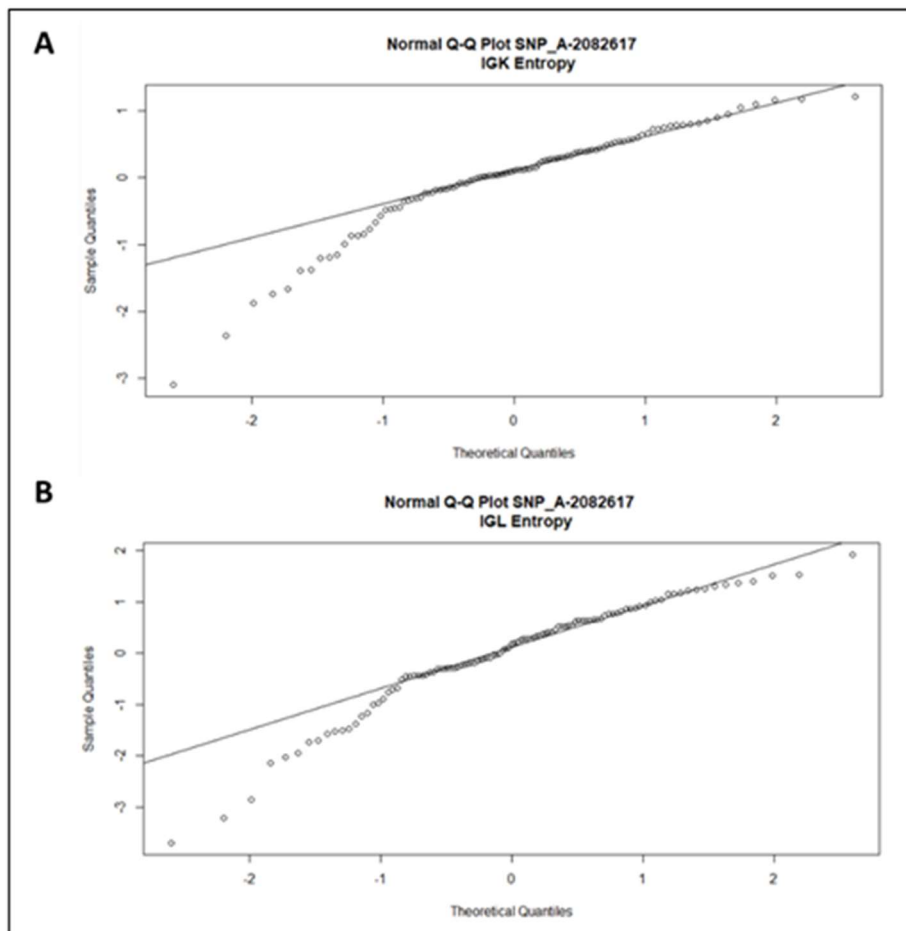 A
Normal Q-Q Plot SNP_A-2082617
IGK Entropy
1
0
-1
-2
-3
Sample Quantiles
-2 -1 0 1 2
Theoretical Quantiles
B
Normal Q-Q Plot SNP_A-2082617
IGL Entropy
2
1
0
-1
-2
-3
Sample Quantiles
-2 -1 0 1 2
Theoretical Quantiles